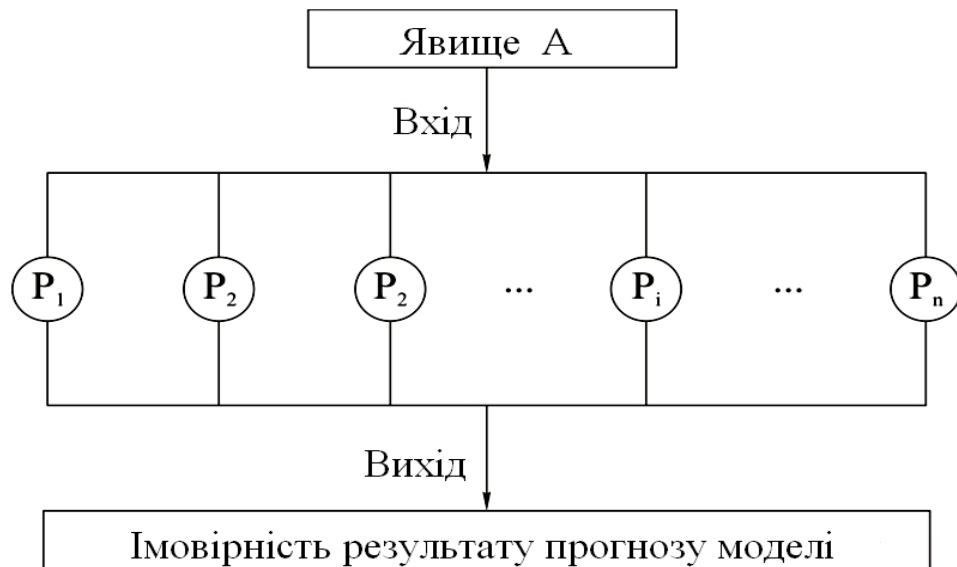 Явище А
Вхід
P₁ P₂ P₂ ... Pᵢ ... Pₙ
Вихід
Імовірність результату прогнозу моделі